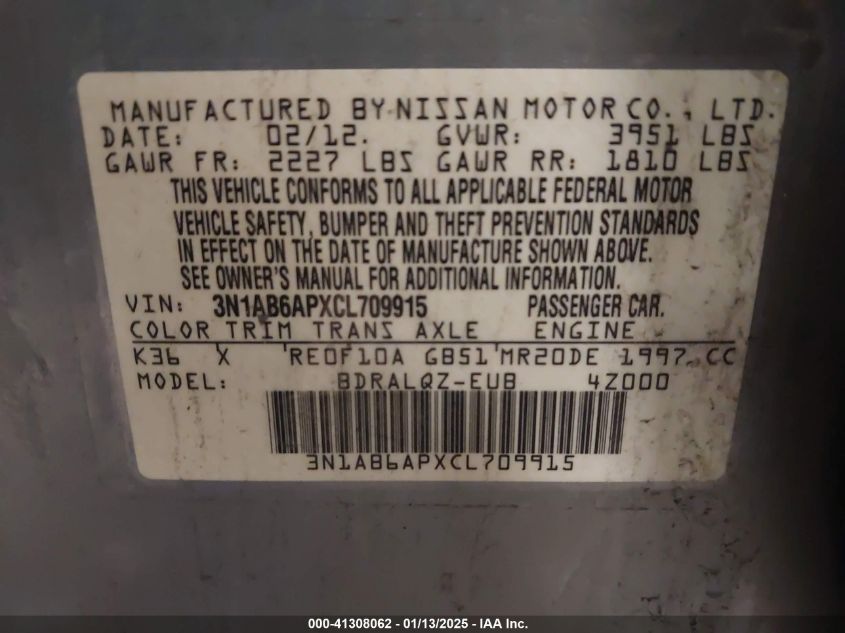 MANUFACTURED BY NISSAN MOTOR CO., LTD.
DATE: 02/12. GVWR: 3951 LBS
GAWR FR: 2227 LBS GAWR RR: 1810 LBS
THIS VEHICLE CONFORMS TO ALL APPLICABLE FEDERAL MOTOR
VEHICLE SAFETY, BUMPER AND THEFT PREVENTION STANDARDS
IN EFFECT ON THE DATE OF MANUFACTURE SHOWN ABOVE.
SEE OWNER'S MANUAL FOR ADDITIONAL INFORMATION.
VIN: 3N1AB6APXCL709915 PASSENGER CAR.
COLOR TRIM TRANS AXLE ENGINE
K36 X RE0F10A GB51 MR20DE 1997 CC
MODEL: BDRALQZ-EUB 4Z000
3N1AB6APXCL709915
000-41308062 - 01/13/2025 - IAA Inc.